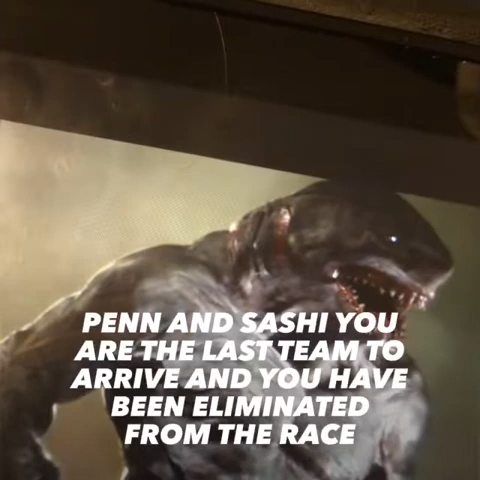 PENN AND SASHI YOU
ARE THE LAST TEAM TO
ARRIVE AND YOU HAVE
BEEN ELIMINATED
FROM THE RACE